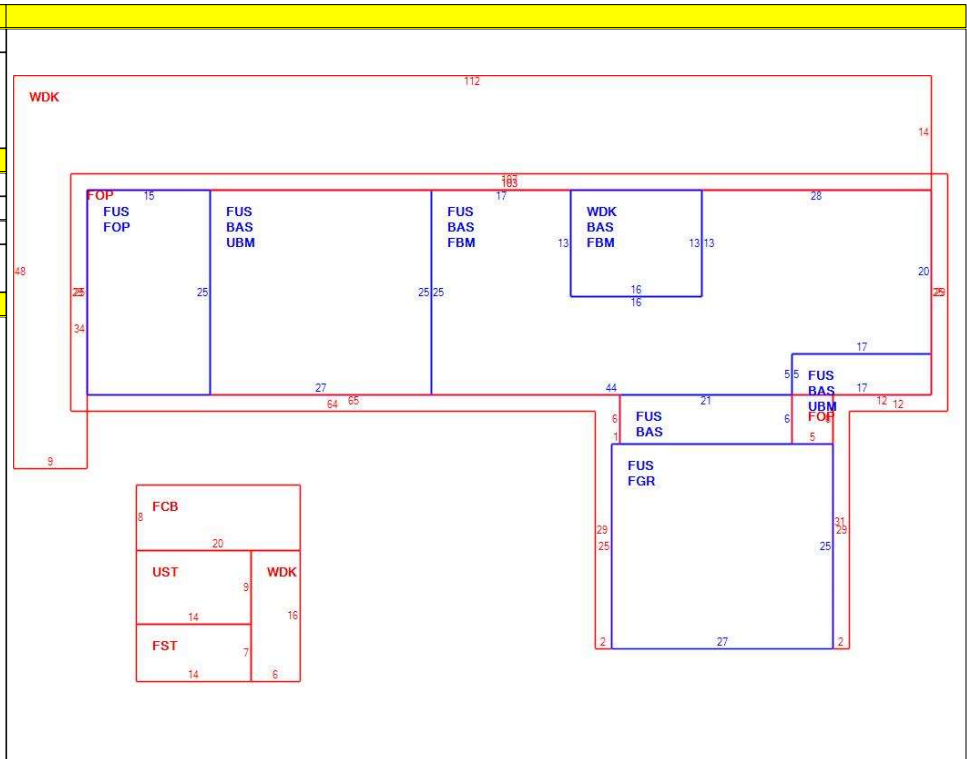 112
WDK
14
103
FOP 15 17 28
FUS FUS FUS WDK
FOP BAS BAS BAS
UBM FBM FBM
13 13 13
48 20
25 25 25 25
16
16
34
17
5 5 FUS
27 44 21 BAS 17
64 65 UBM 12 12
6 FUS 6 FOP
BAS
1 5
9
FUS
FGR
FCB
8
31
29 29
20 25 25
UST WDK
9
14 16
FST 7
2 27 2
14 6